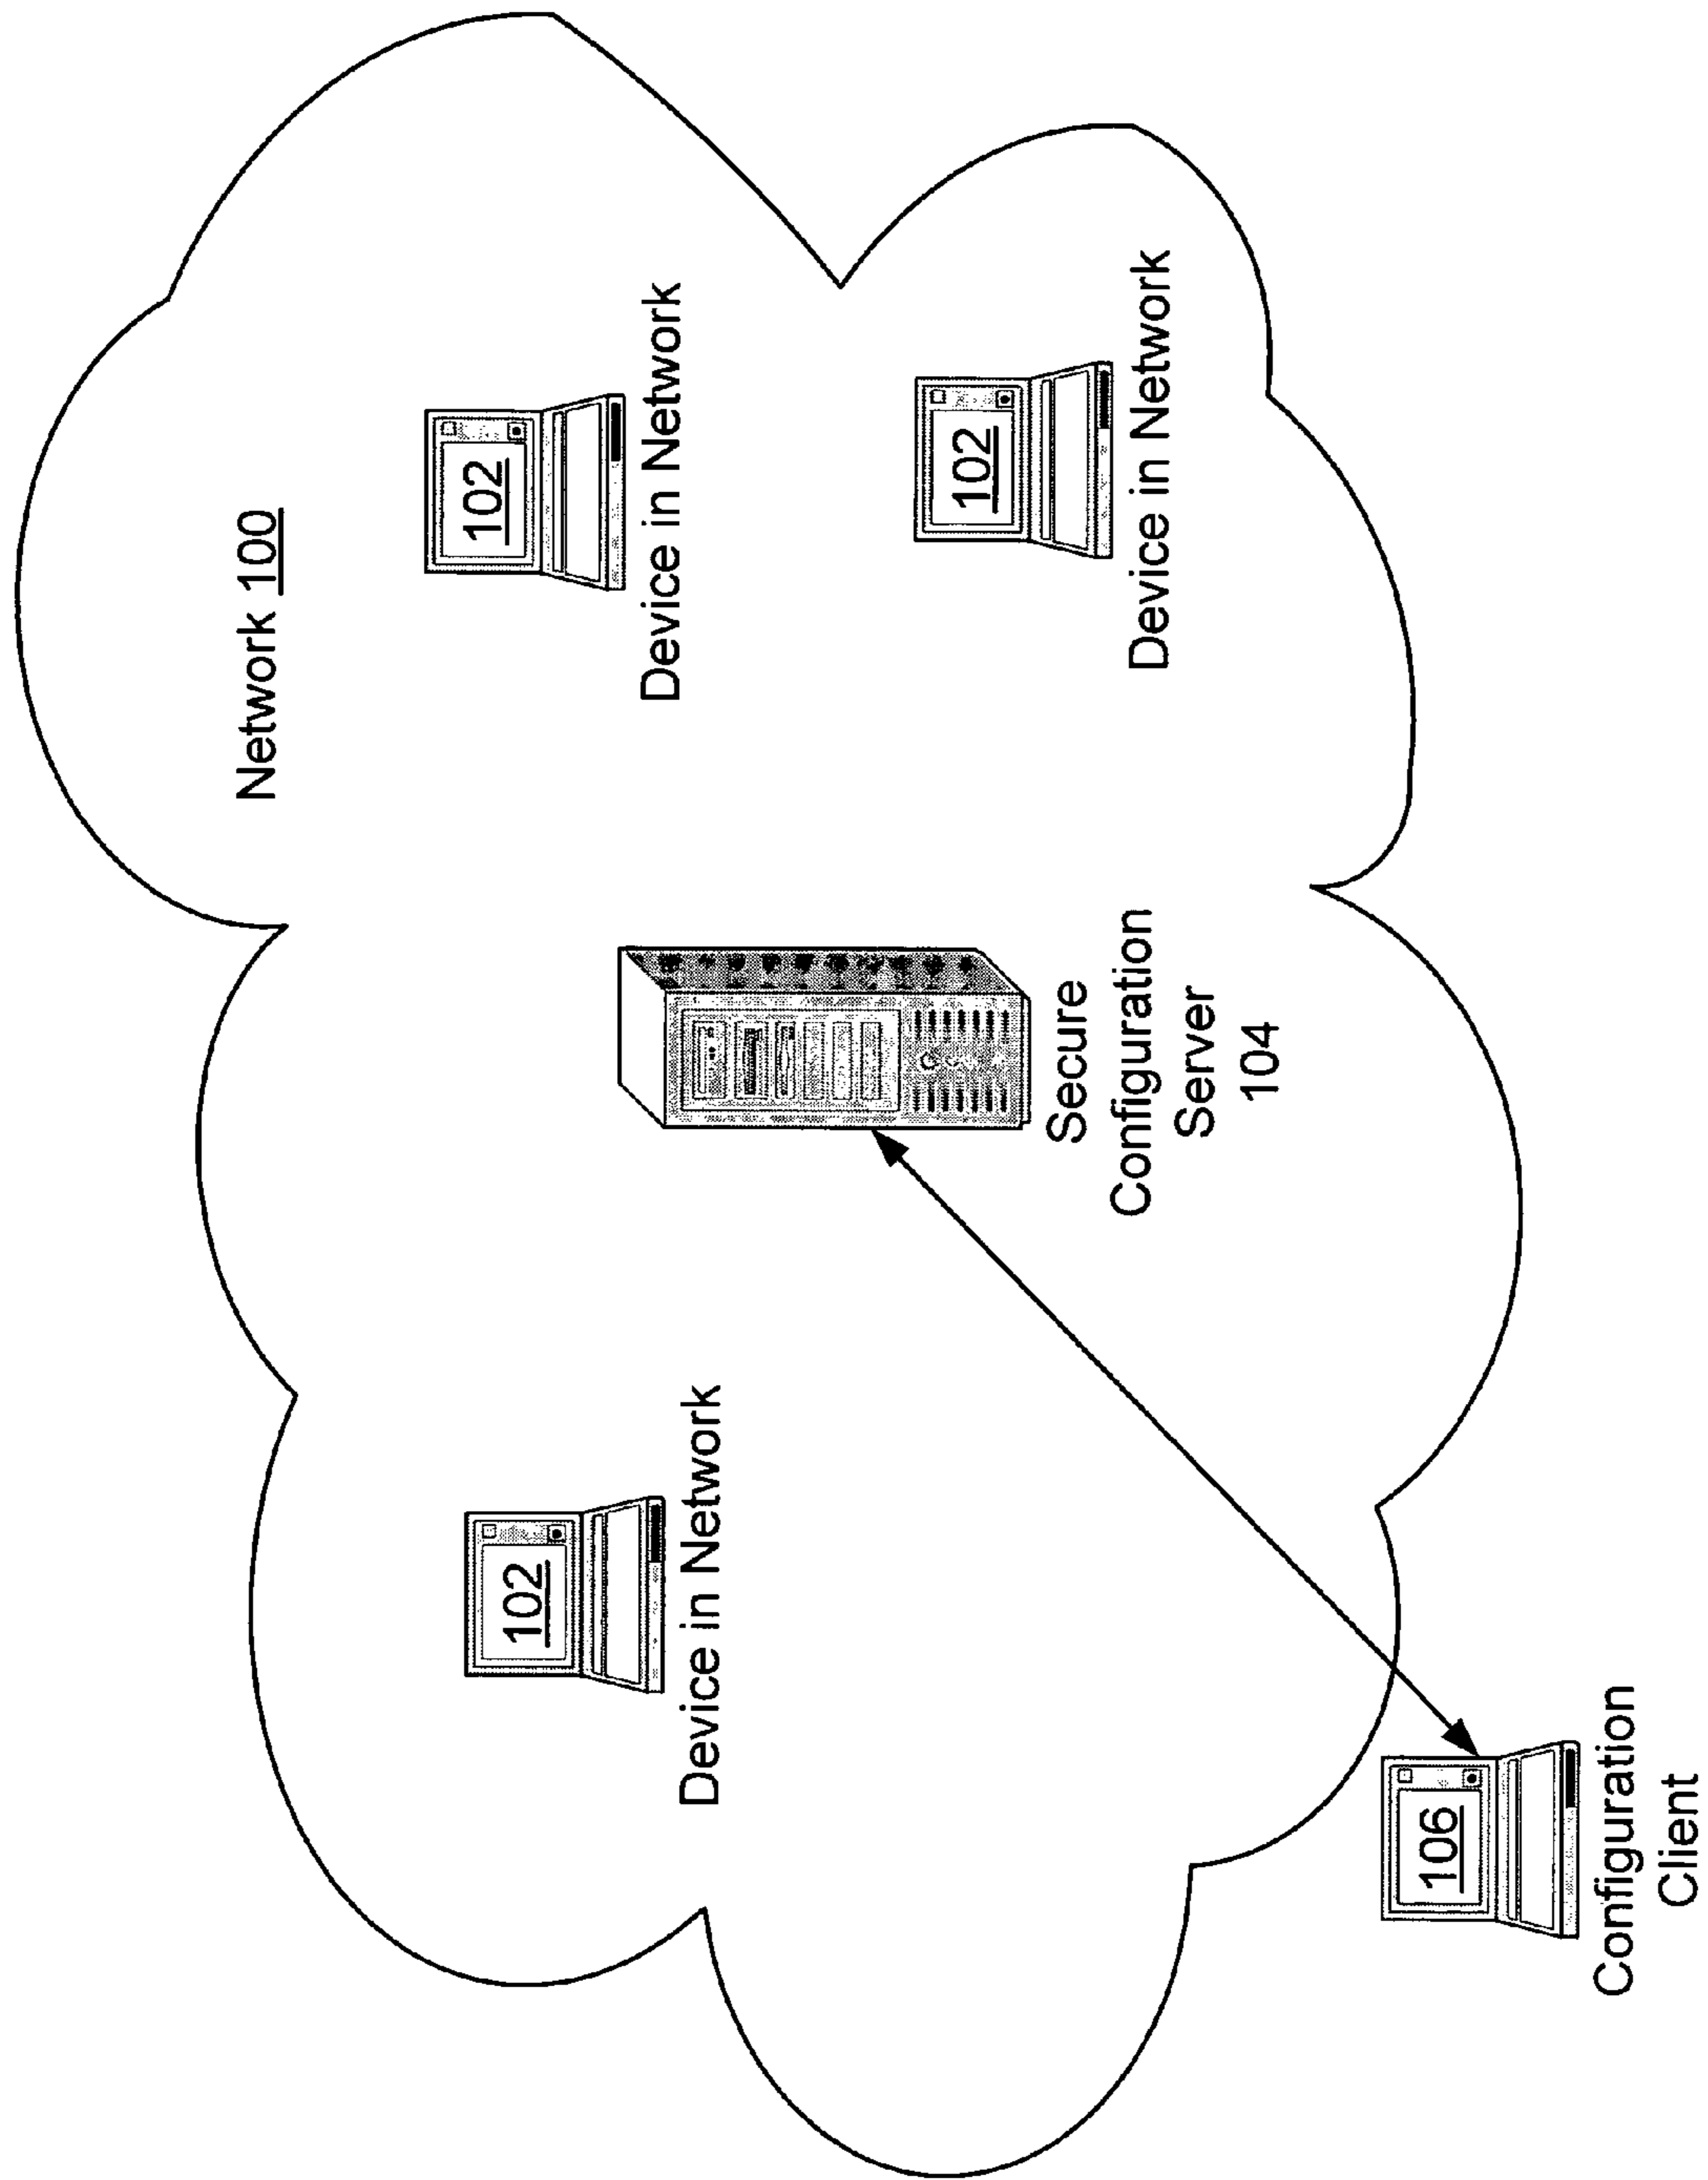 Network 100
102
Device in Network
102
Device in Network
102
Device in Network
Secure
Configuration
Server
104
106
Configuration
Client